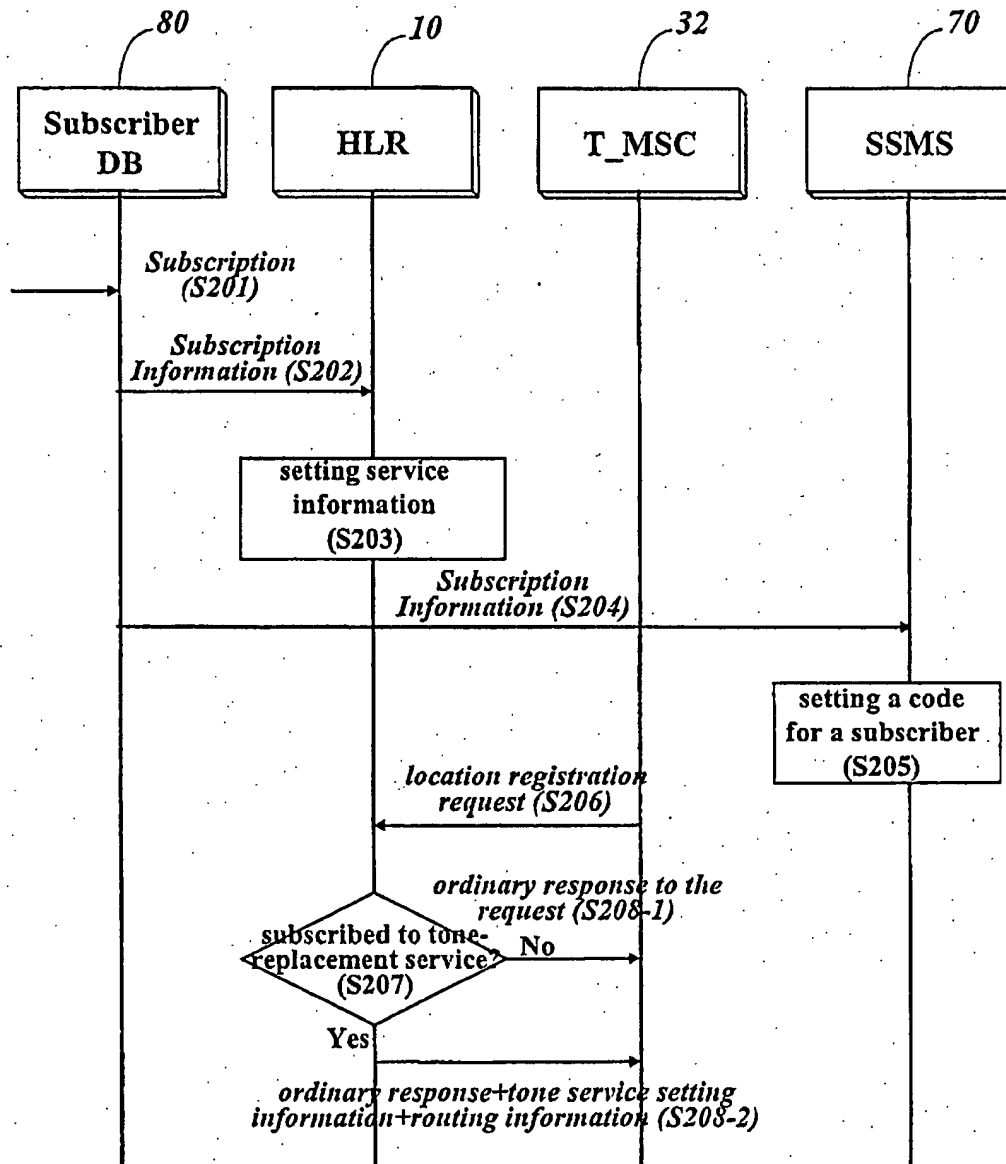 80
10
32
70
Subscriber
DB
HLR
T_MSC
SSMS
Subscription
(S201)
Subscription
Information (S202)
setting service
information
(S203)
Subscription
Information (S204)
setting a code
for a subscriber
(S205)
location registration
request (S206)
ordinary response to the
request (S208-1)
subscribed to tone-
replacement service?
(S207)
No
Yes
ordinary response+tone service setting
information+routing information (S208-2)